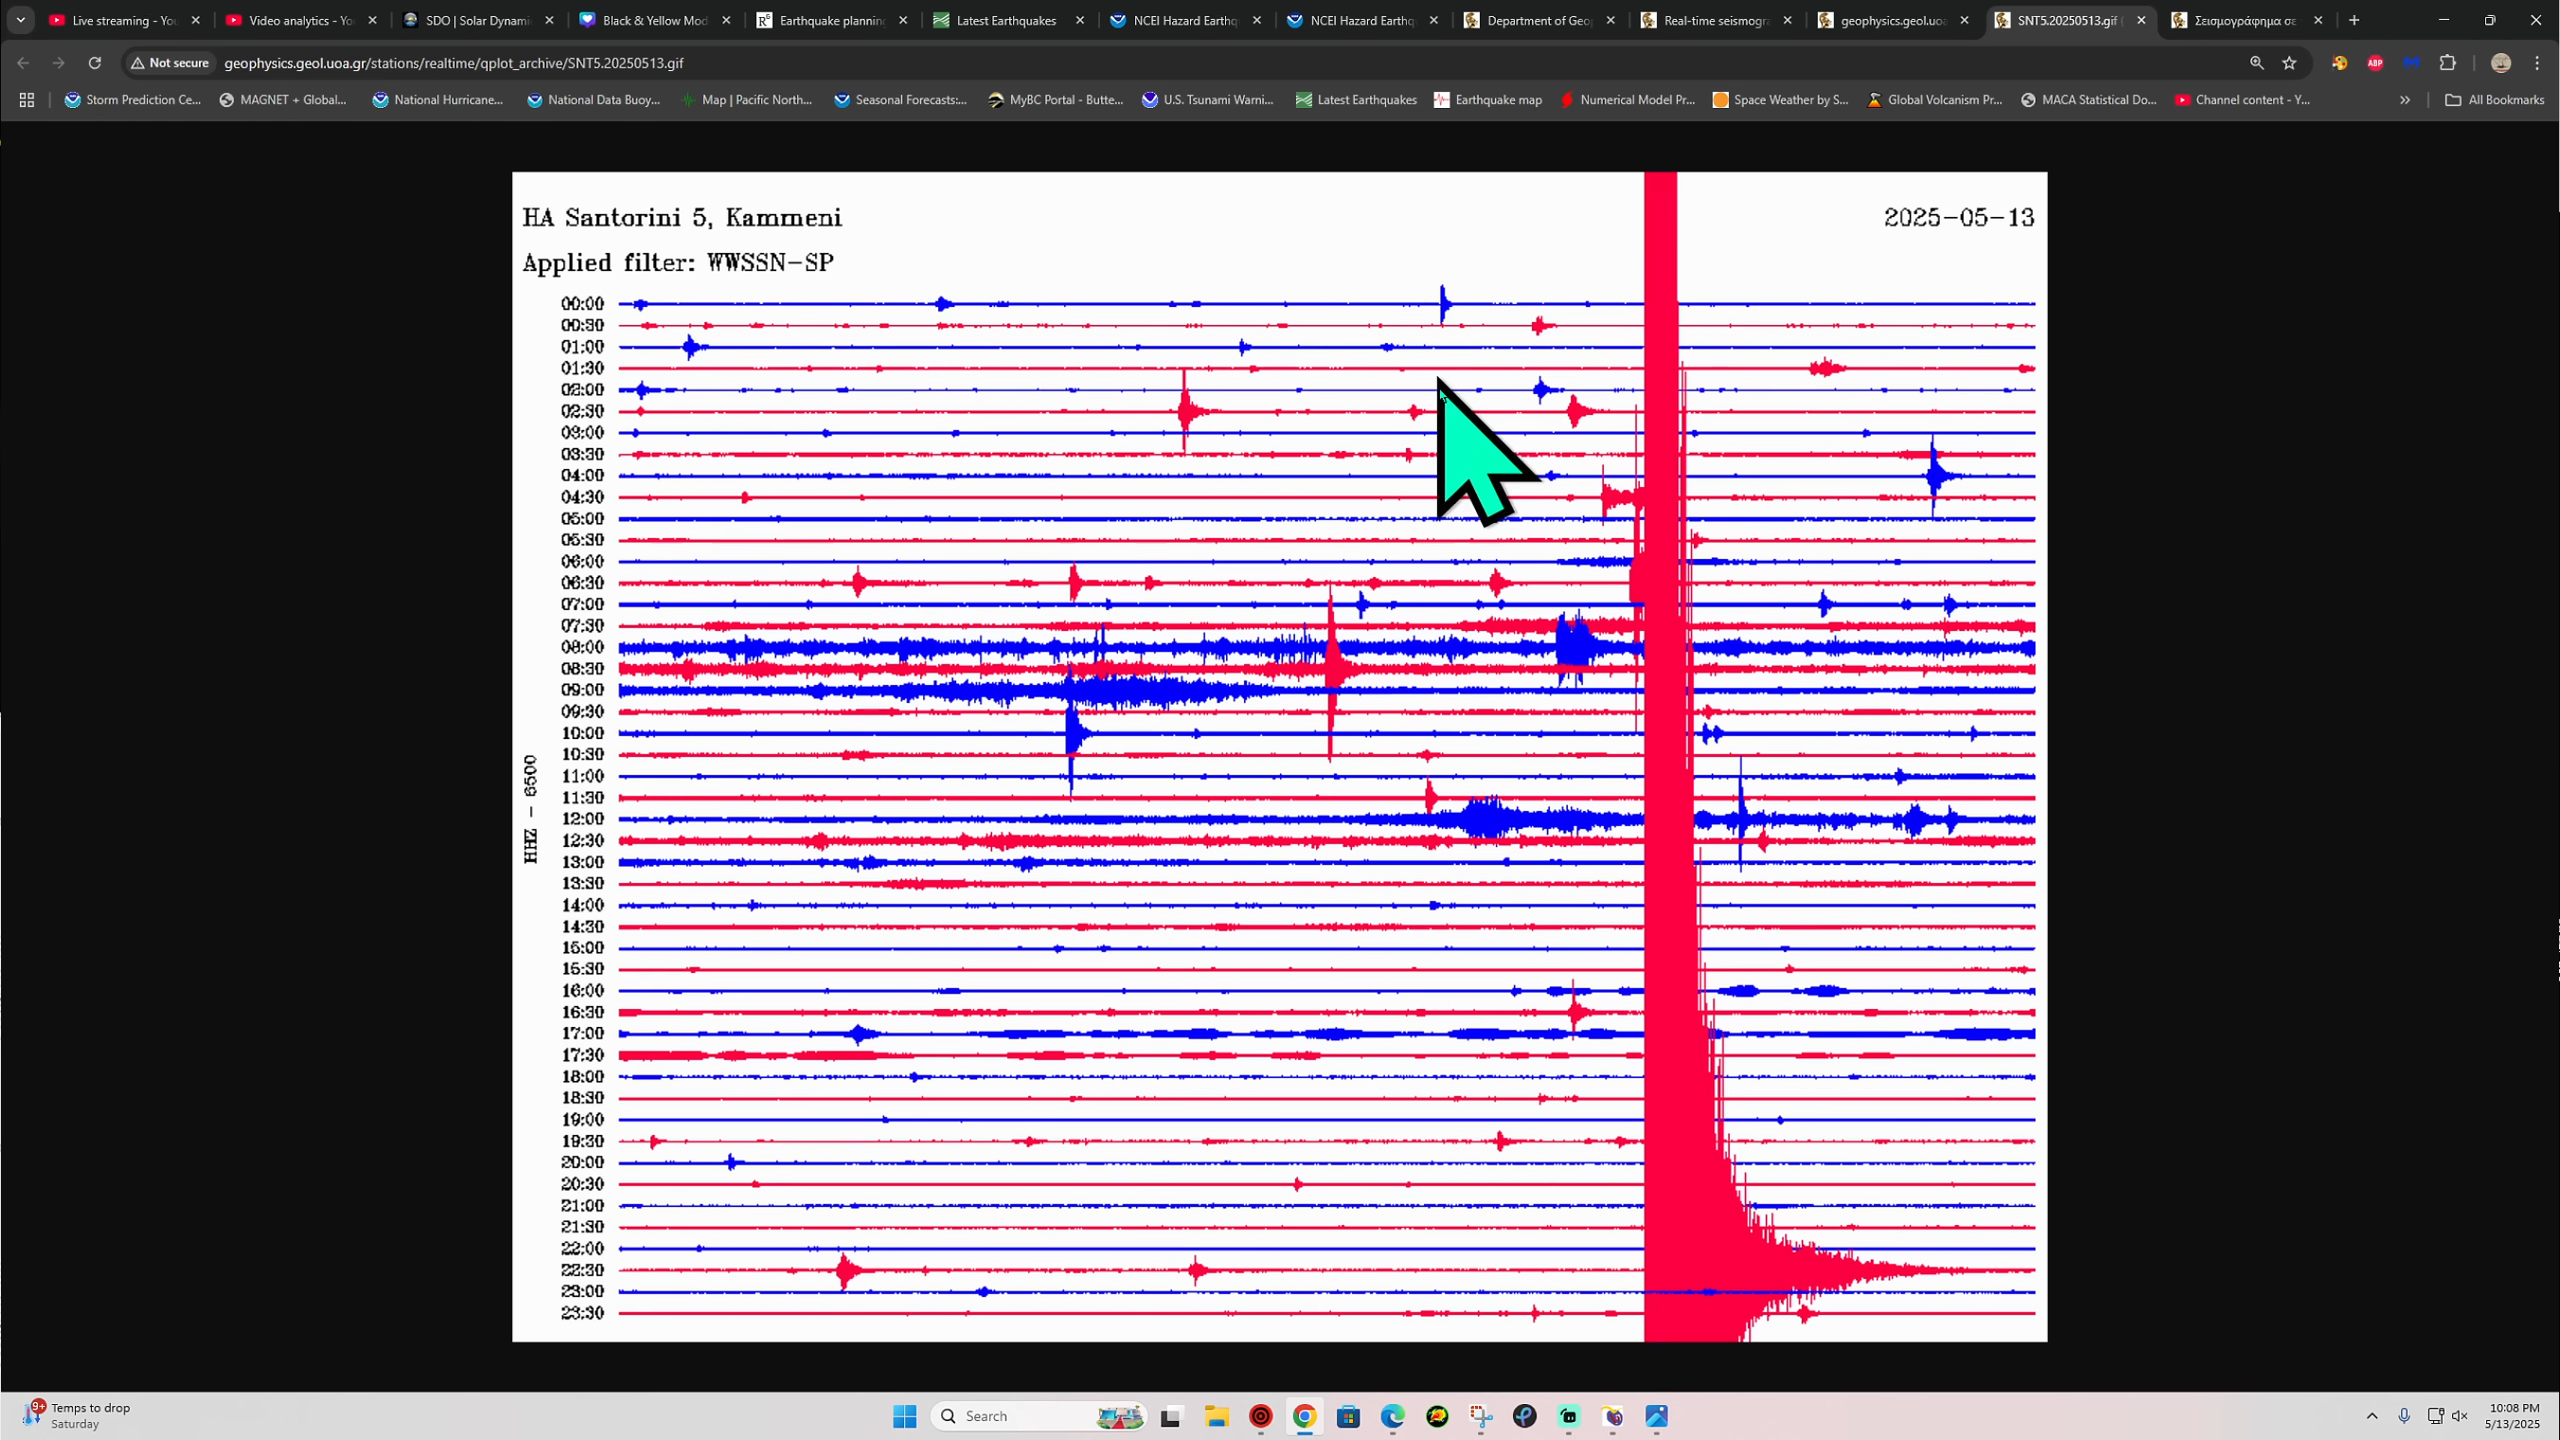 Live streaming - Yo
Video analytics - Yo
SDO | Solar Dynami
Black & Yellow Mod
Earthquake planning
Latest Earthquakes
NCEI Hazard Earthq
NCEI Hazard Earthq
Department of Geop
Real-time seismogra
geophysics.geol.uoa
SNT5.20250513.gif (
Σεισμογράφημα σε
Not secure
geophysics.geol.uoa.gr/stations/realtime/qplot_archive/SNT5.20250513.gif
ABP
Storm Prediction Ce...
MAGNET + Global...
National Hurricane...
National Data Buoy...
Map | Pacific North...
Seasonal Forecasts:...
MyBC Portal - Butte...
U.S. Tsunami Warni...
Latest Earthquakes
Earthquake map
Numerical Model Pr...
Space Weather by S...
Global Volcanism Pr...
MACA Statistical Do...
Channel content - Y...
All Bookmarks
HA Santorini 5, Kammeni
2025-05-13
Applied filter: WWSSN-SP
00:00
00:30
01:00
01:30
02:00
02:30
03:00
03:30
04:00
04:30
05:00
05:30
06:00
06:30
07:00
07:30
08:00
08:30
09:00
09:30
10:00
10:30
11:00
11:30
12:00
12:30
13:00
13:30
14:00
14:30
15:00
15:30
16:00
16:30
17:00
17:30
18:00
18:30
19:00
19:30
20:00
20:30
21:00
21:30
22:00
22:30
23:00
23:30
HHZ - 6500
9+
Temps to drop
Saturday
Search
10:08 PM
5/13/2025